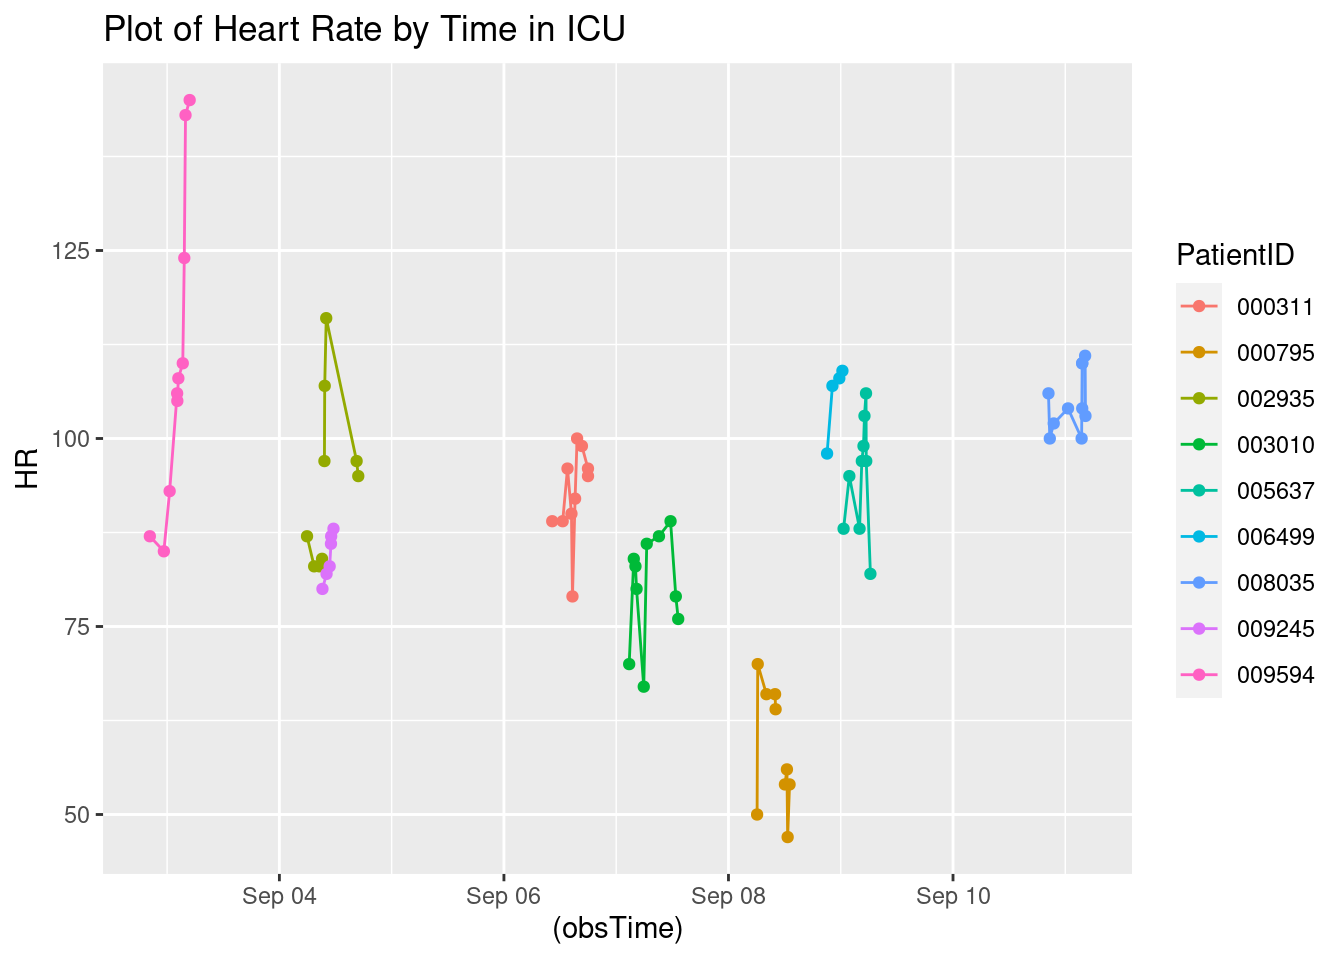 Plot of Heart Rate by Time in ICU
125
100
75
50
HR
Sep 04
Sep 06
Sep 08
Sep 10
(obsTime)
PatientID
000311
000795
002935
003010
005637
006499
008035
009245
009594